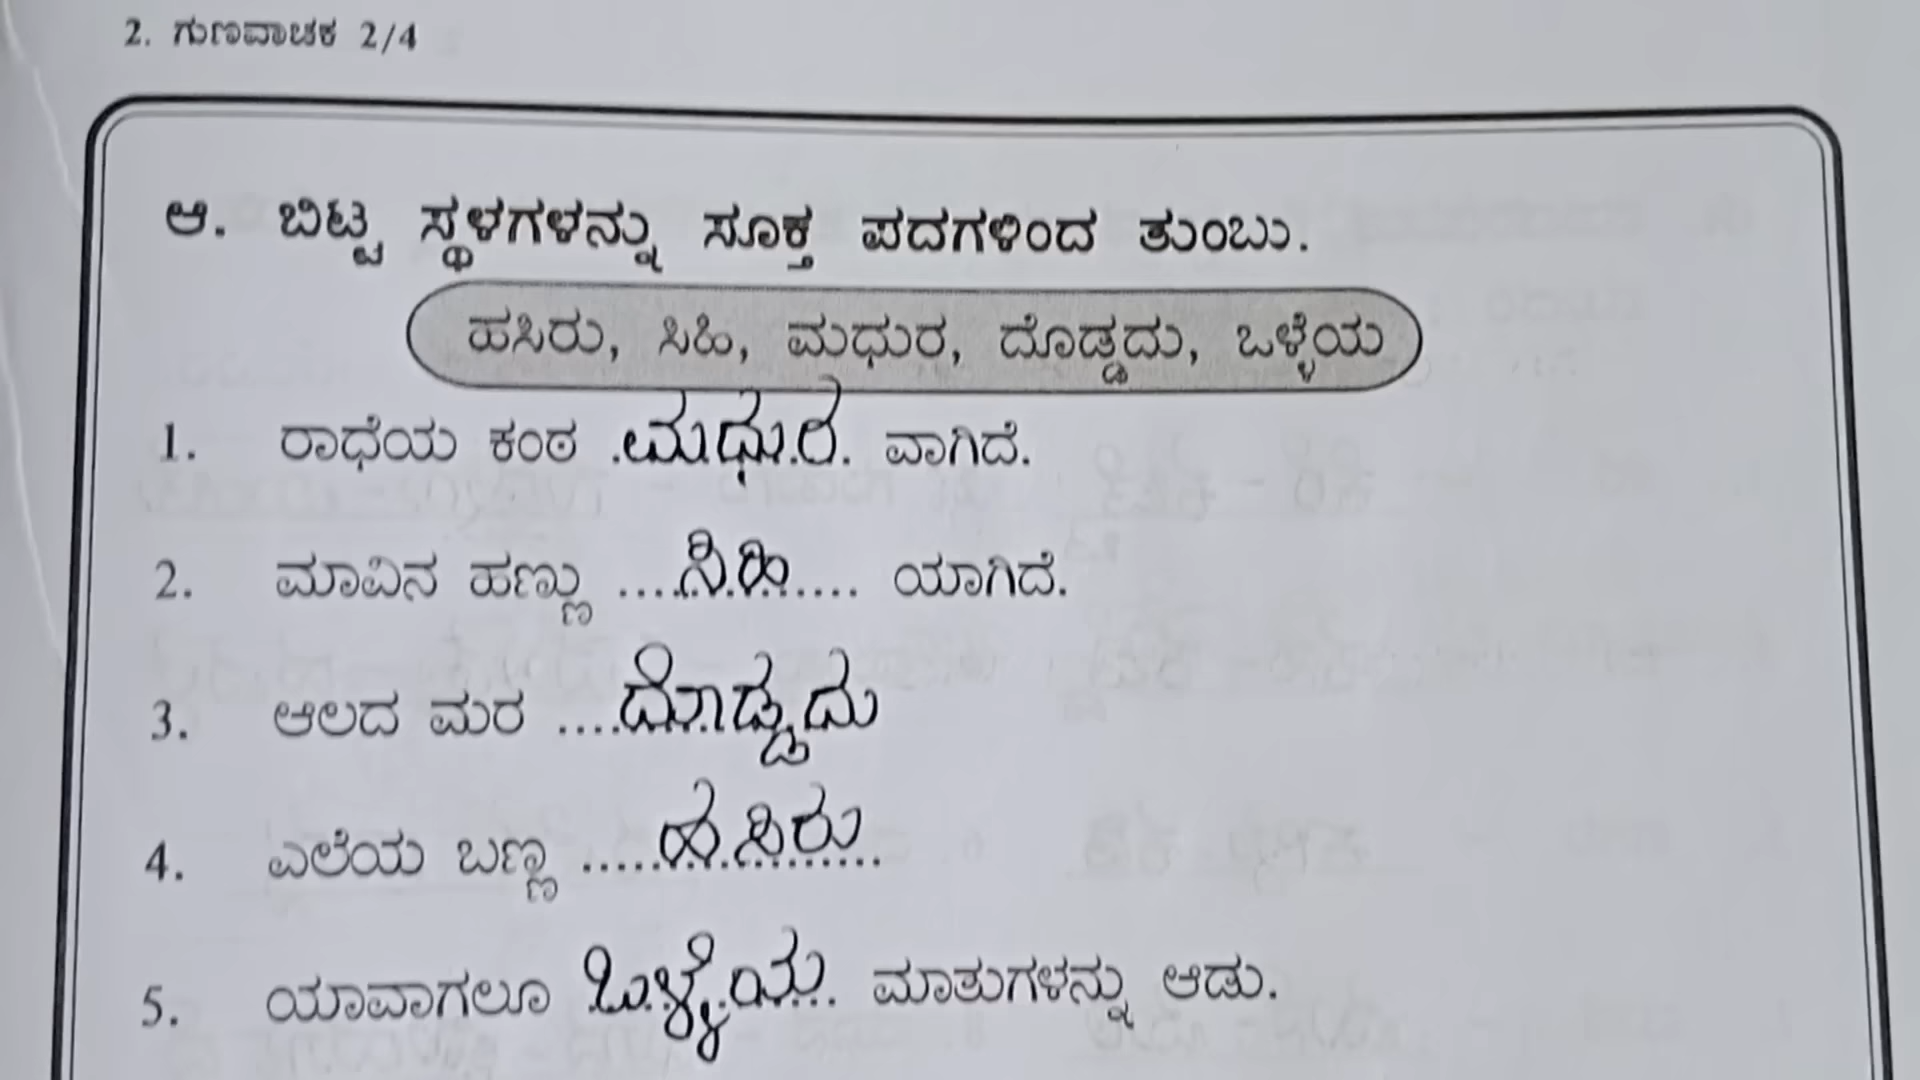 2. ಗುಣವಾಚಕ 2/4
ಆ. ಬಿಟ್ಟ ಸ್ಥಳಗಳನ್ನು ಸೂಕ್ತ ಪದಗಳಿಂದ ತುಂಬು.
ಹಸಿರು, ಸಿಹಿ, ಮಧುರ, ದೊಡ್ಡದು, ಒಳ್ಳೆಯ
1. ರಾಧೆಯ ಕಂಠ .ಮಧುರ. ವಾಗಿದೆ.
2. ಮಾವಿನ ಹಣ್ಣು ....ಸಿಹಿ.... ಯಾಗಿದೆ.
3. ಆಲದ ಮರ ....ದೊಡ್ಡದು
4. ಎಲೆಯ ಬಣ್ಣ .....ಹಸಿರು.
5. ಯಾವಾಗಲೂ ಒಳ್ಳೆಯ. ಮಾತುಗಳನ್ನು ಆಡು.